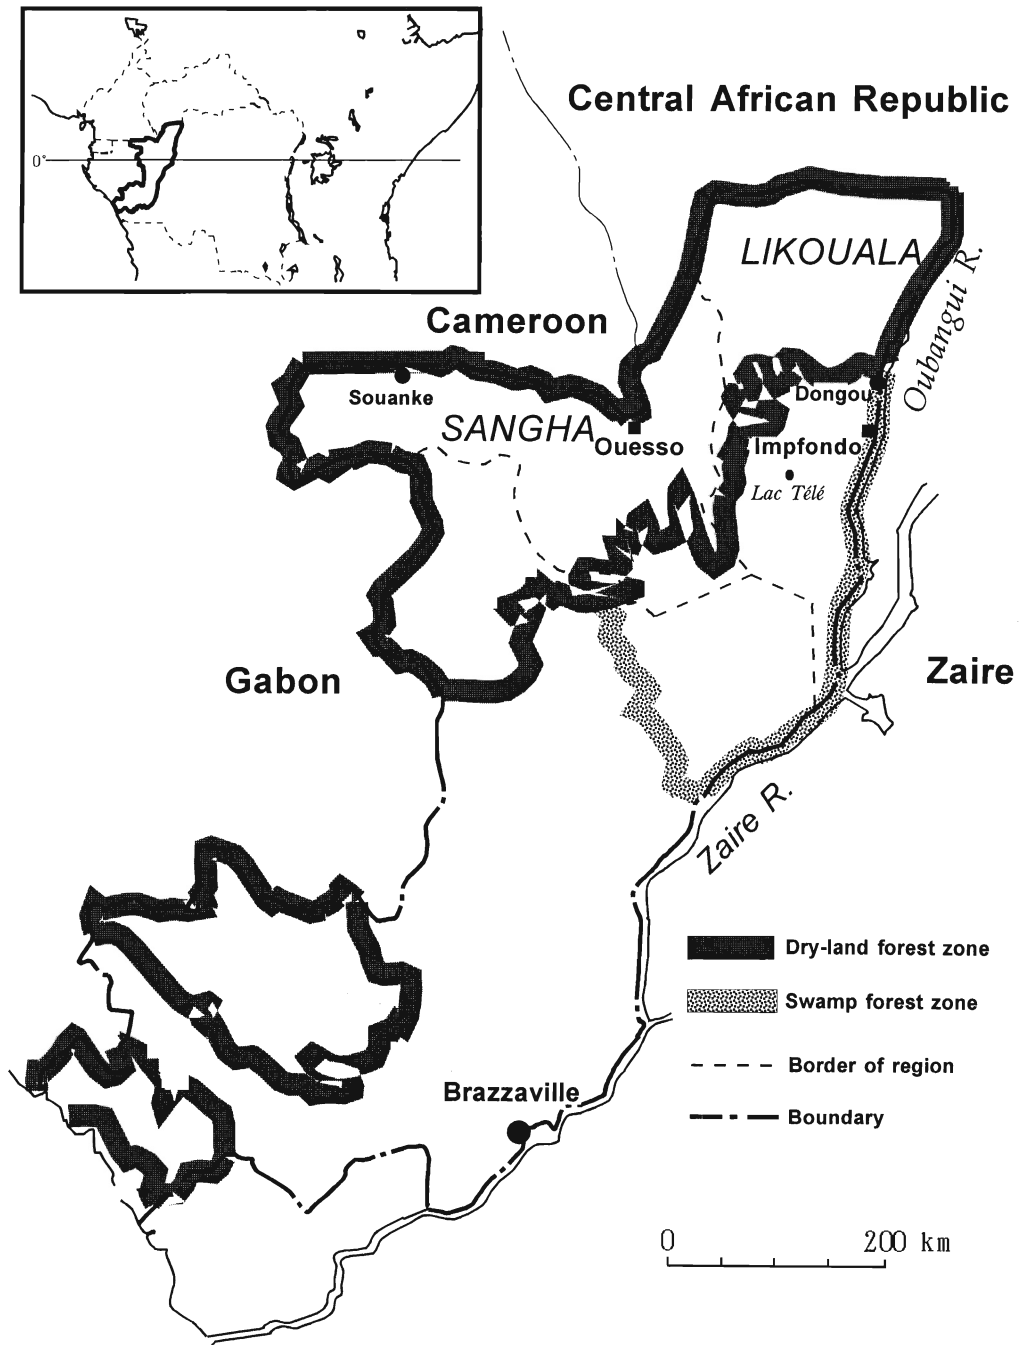 0°
Central African Republic
LIKOUALA
Oubangui R.
Cameroon
Souanke
SANGHA
Ouesso
Dongou
Impfondo
Lac Télé
Gabon
Zaire
Zaire R.
Dry-land forest zone
Swamp forest zone
Border of region
Boundary
Brazzaville
0 200 km